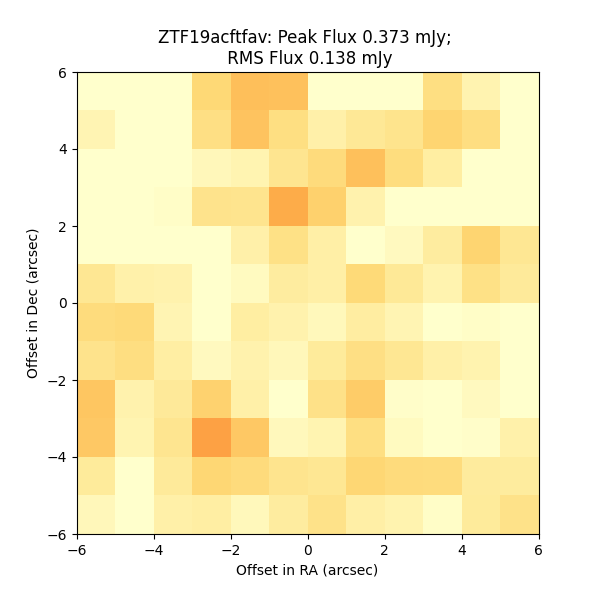 ZTF19acftfav: Peak Flux 0.373 mJy;
RMS Flux 0.138 mJy
6
4
2
0
−2
−4
−6
Offset in Dec (arcsec)
−6 −4 −2 0 2 4 6
Offset in RA (arcsec)